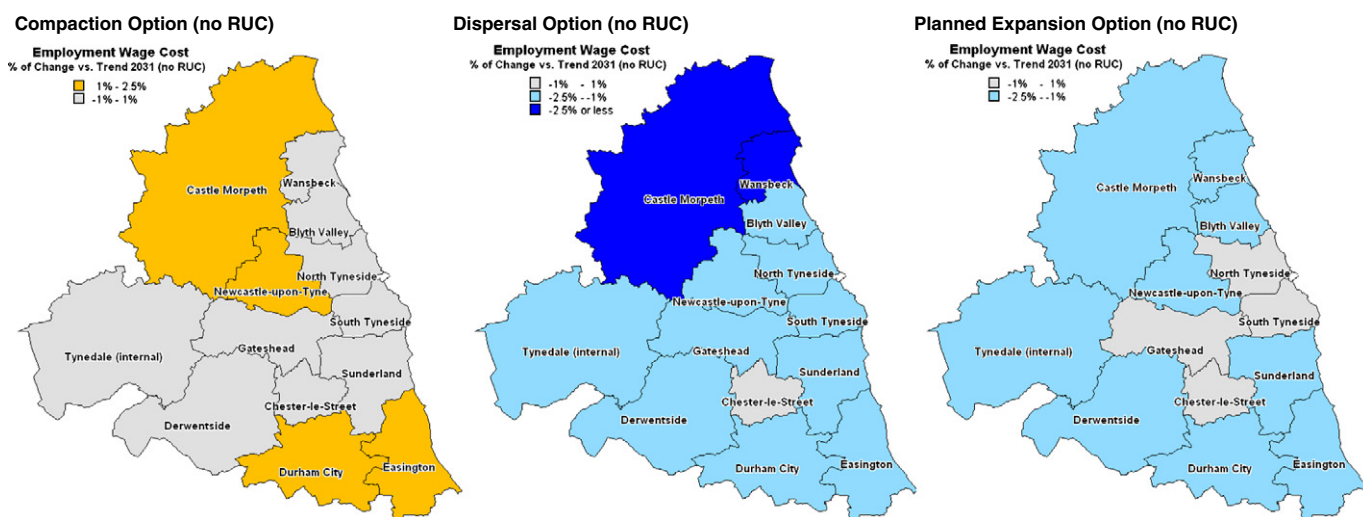 Compaction Option (no RUC)
Employment Wage Cost
% of Change vs. Trend 2031 (no RUC)
1% - 2.5%
-1% - 1%
Castle Morpeth
Wansbeck
Blyth Valley
North Tyneside
Newcastle-upon-Tyne
South Tyneside
Tynedale (internal)
Gateshead
Sunderland
Chester-le-Street
Derwentside
Durham City
Easington
Dispersal Option (no RUC)
Employment Wage Cost
% of Change vs. Trend 2031 (no RUC)
-1% - 1%
-2.5% --1%
-2.5% or less
Castle Morpeth
Wansbeck
Blyth Valley
North Tyneside
Newcastle-upon-Tyne
South Tyneside
Tynedale (internal)
Gateshead
Sunderland
Chester-le-Street
Derwentside
Durham City
Easington
Planned Expansion Option (no RUC)
Employment Wage Cost
% of Change vs. Trend 2031 (no RUC)
-1% - 1%
-2.5% --1%
Castle Morpeth
Wansbeck
Blyth Valley
North Tyneside
Newcastle-upon-Tyne
South Tyneside
Tynedale (internal)
Gateshead
Sunderland
Chester-le-Street
Derwentside
Durham City
Easington